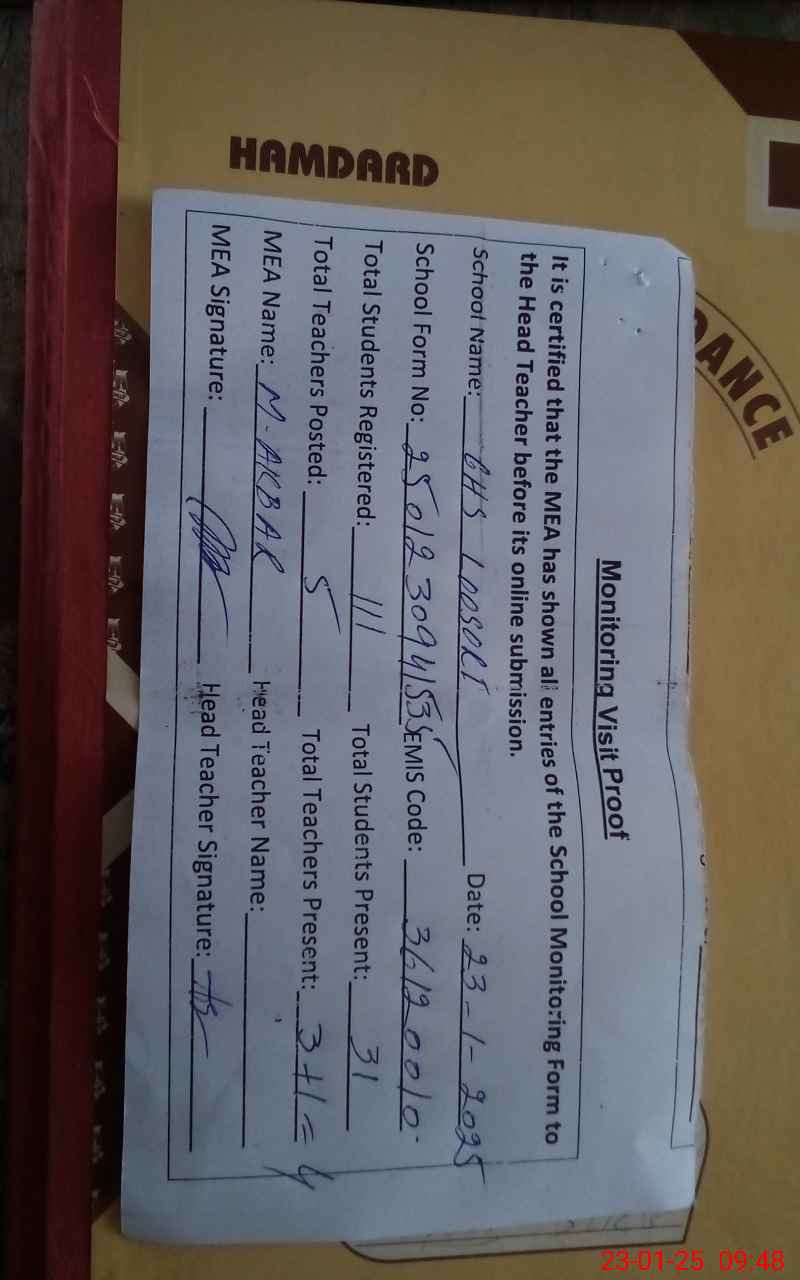 HAMDARD
DANCE
Monitoring Visit Proof
It is certified that the MEA has shown all entries of the School Monitoring Form to
the Head Teacher before its online submission.
School Name: GHS LOOSORI Date: 23-1-2025
School Form No: 2501230941535 EMIS Code: 36120010
Total Students Registered: 111 Total Students Present: 31
Total Teachers Posted: 5 Total Teachers Present: 3+1=4
MEA Name: M-AKBAR Head Teacher Name:
MEA Signature: Head Teacher Signature:
23-01-25 09:48